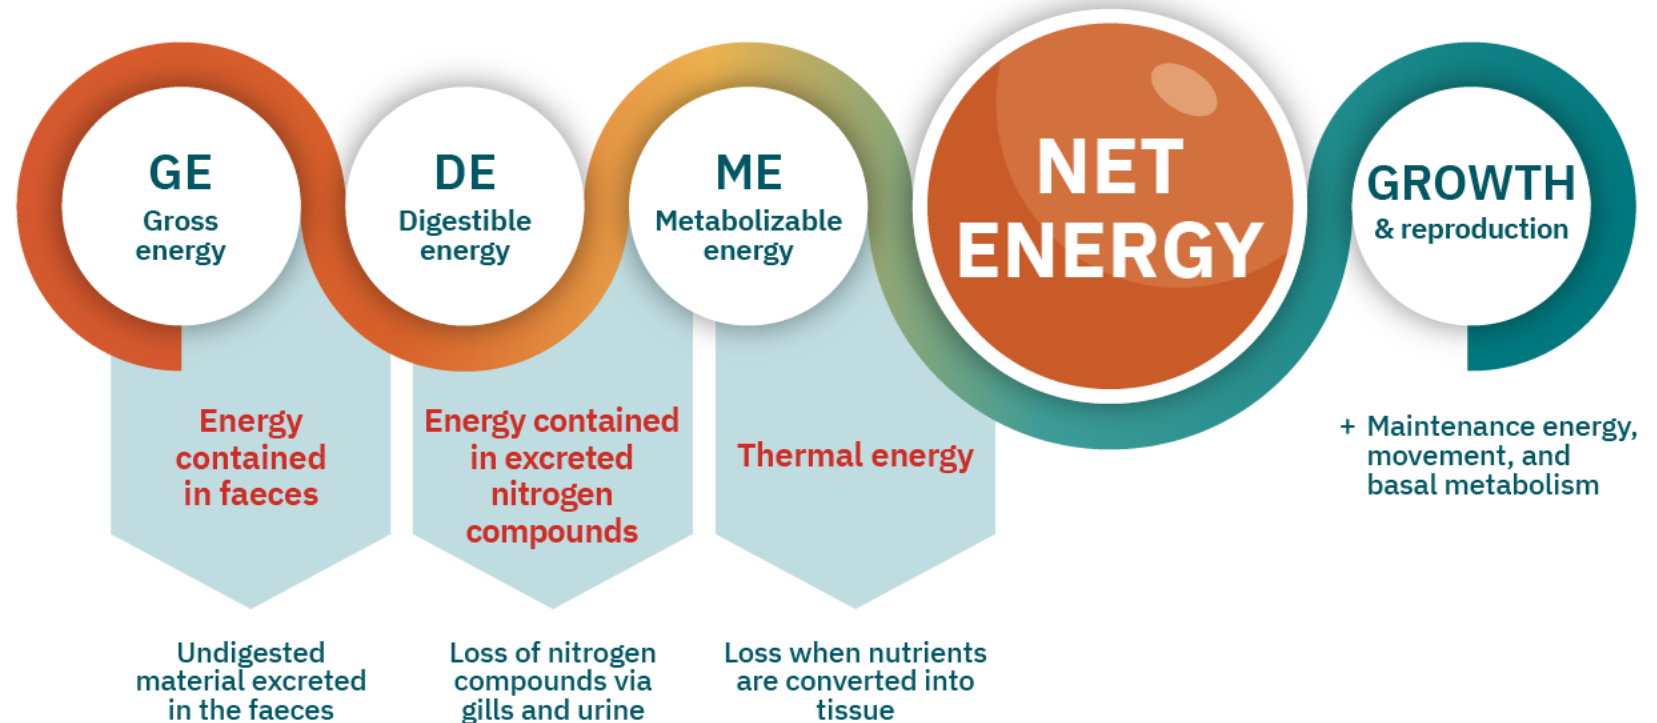 GE
Gross
energy
DE
Digestible
energy
ME
Metabolizable
energy
NET
ENERGY
GROWTH
& reproduction
Energy
contained
in faeces
Energy contained
in excreted
nitrogen
compounds
Thermal energy
+ Maintenance energy,
movement, and
basal metabolism
Undigested
material excreted
in the faeces
Loss of nitrogen
compounds via
gills and urine
Loss when nutrients
are converted into
tissue